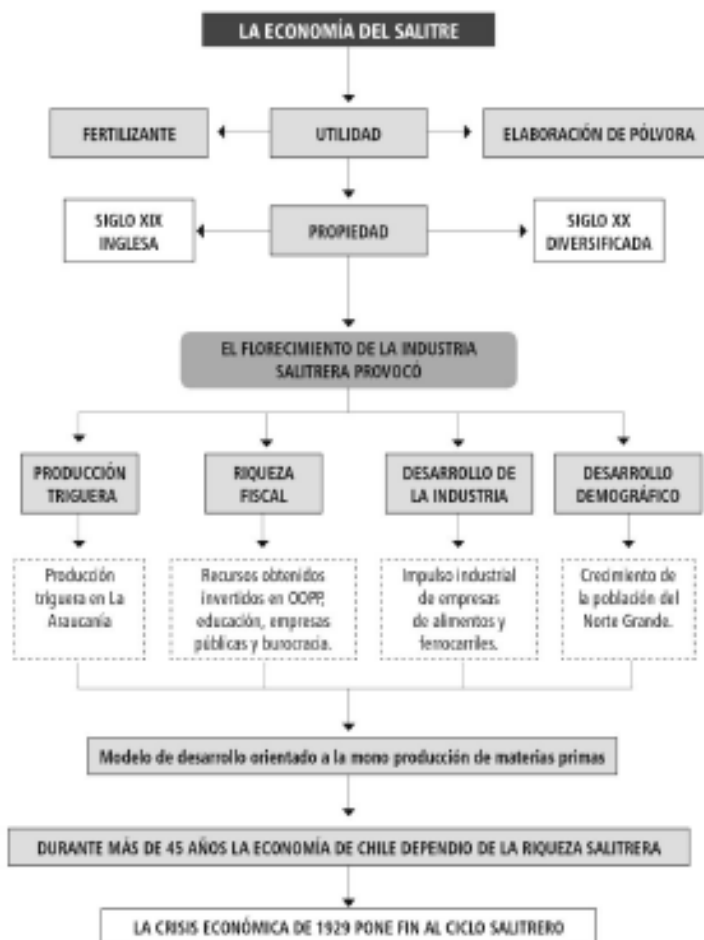 LA ECONOMÍA DEL SALITRE
FERTILIZANTE
UTILIDAD
ELABORACIÓN DE PÓLVORA
SIGLO XIX
INGLESA
PROPIEDAD
SIGLO XX
DIVERSIFICADA
EL FLORECIMIENTO DE LA INDUSTRIA
SALITRERA PROVOCÓ
PRODUCCIÓN
TRIGUERA
RIQUEZA
FISCAL
DESARROLLO DE
LA INDUSTRIA
DESARROLLO
DEMOGRÁFICO
Producción
triguera en La
Araucanía
Recursos obtenidos
invertidos en OOPP,
educación, empresas
públicas y burocracia.
Impulso industrial
de empresas
de alimentos y
ferrocarriles.
Crecimiento de
la población del
Norte Grande.
Modelo de desarrollo orientado a la mono producción de materias primas
DURANTE MÁS DE 45 AÑOS LA ECONOMÍA DE CHILE DEPENDIO DE LA RIQUEZA SALITRERA
LA CRISIS ECONÓMICA DE 1929 PONE FIN AL CICLO SALITRERO